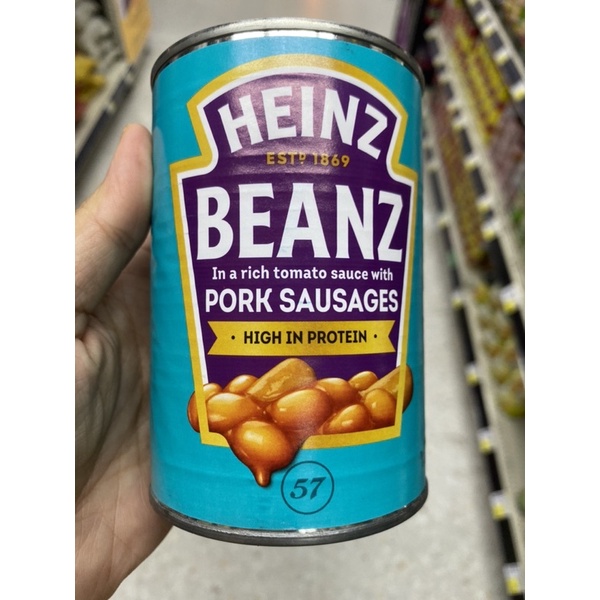 HEINZ
ESTD 1869
BEANZ
In a rich tomato sauce with
PORK SAUSAGES
· HIGH IN PROTEIN ·
57